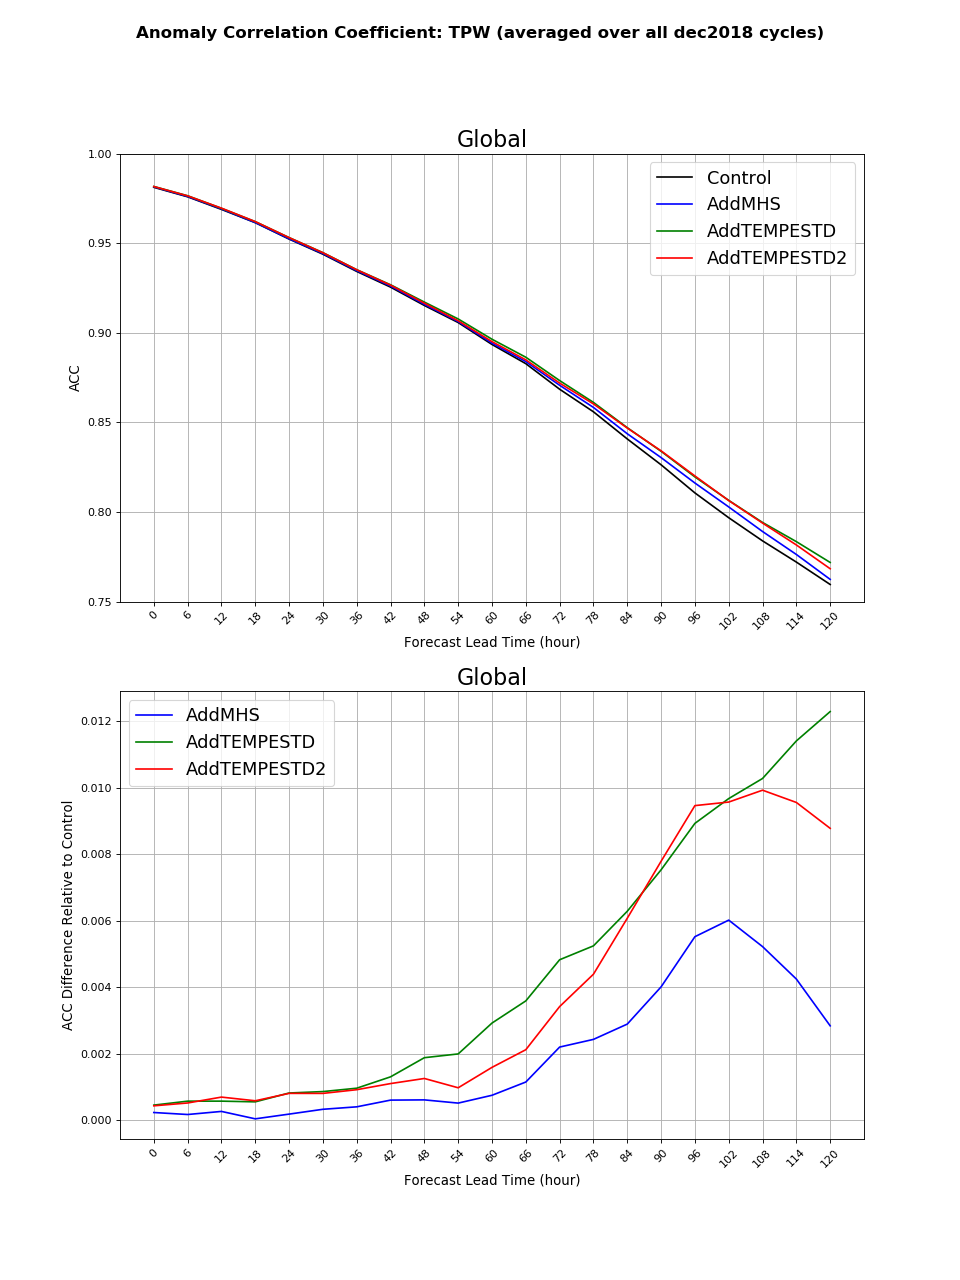 Anomaly Correlation Coefficient: TPW (averaged over all dec2018 cycles)
Global
1.00
0.95
0.90
0.85
0.80
0.75
ACC
Control
AddMHS
AddTEMPESTD
AddTEMPESTD2
0 6 12 18 24 30 36 42 48 54 60 66 72 78 84 90 96 102 108 114 120
Forecast Lead Time (hour)
Global
0.012
0.010
0.008
0.006
0.004
0.002
0.000
ACC Difference Relative to Control
AddMHS
AddTEMPESTD
AddTEMPESTD2
0 6 12 18 24 30 36 42 48 54 60 66 72 78 84 90 96 102 108 114 120
Forecast Lead Time (hour)